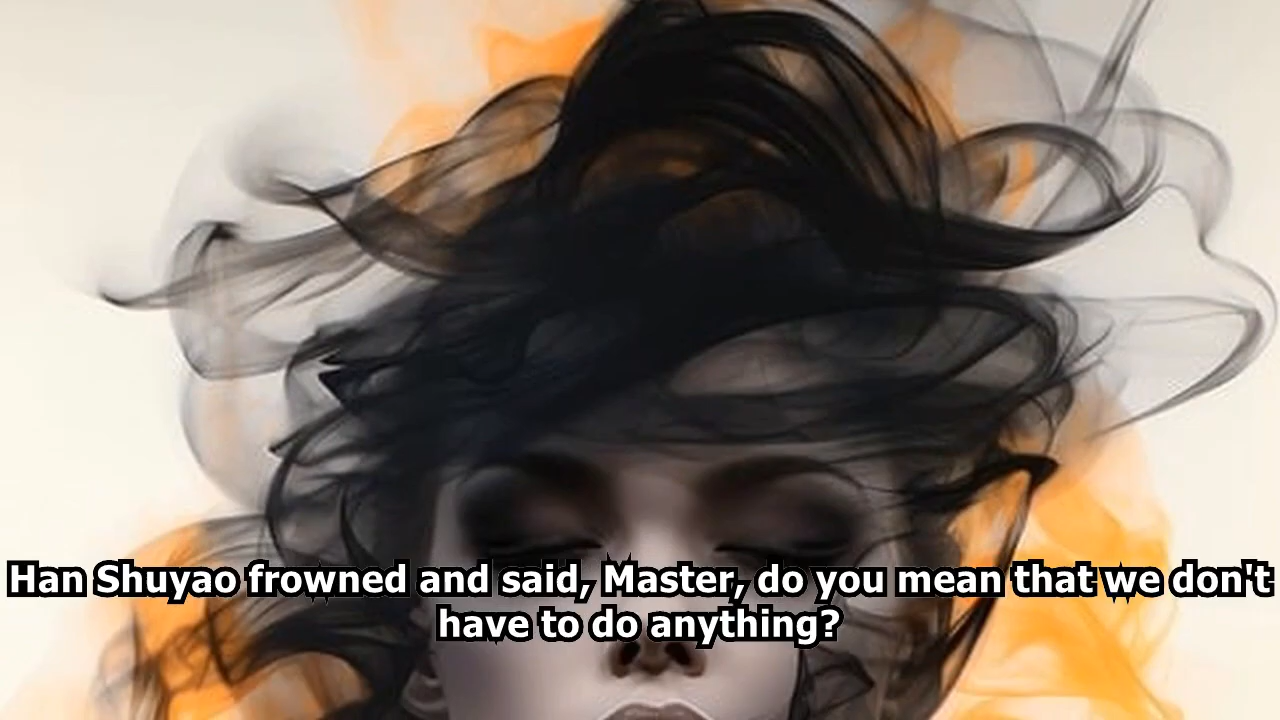 Han Shuyao frowned and said, Master, do you mean that we don't
have to do anything?